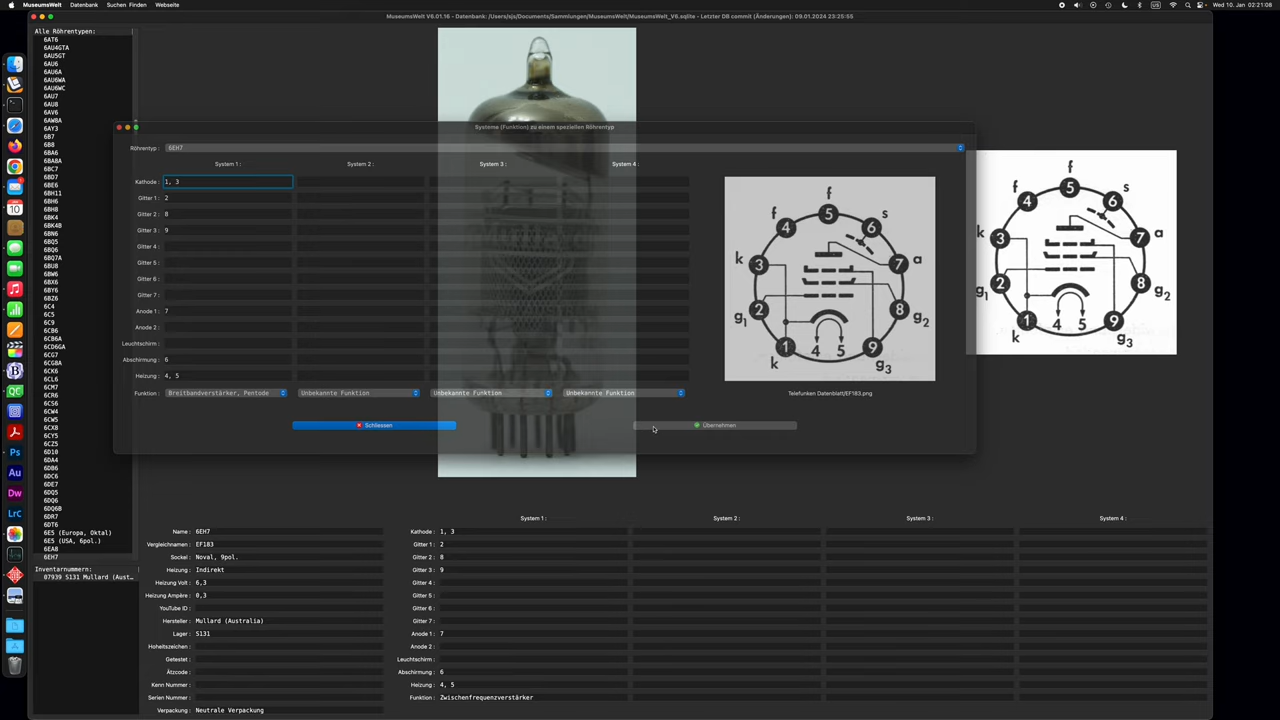 MuseumsWelt Datenbank Suchen Finden Webseite
US
Wed 10. Jan. 02:21:08
MuseumsWelt V6.01.16 - Datenbank: /Users/sjs/Documents/Sammlungen/MuseumsWelt/MuseumsWelt_V6.sqlite - Letzter DB commit (Änderungen): 09.01.2024 23:25:55
Alle Röhrentypen:
6AT6
6AU4GTA
6AU5GT
6AU6
6AU6A
6AU6WA
6AU6WC
6AU7
6AU8
6AV6
6AW8A
6AY3
6B7
6B8
6BA6
6BA8A
6BC7
6BD7
6BE6
6BH11
6BH6
6BH8
6BK4
6BK4B
6BN6
6BQ5
6BQ6
6BQ7A
6BU8
6BW6
6BX6
6BY6
6BZ6
6C4
6C5
6C9
6CB6
6CD6GA
6CG7
6CG8A
6CK6
6CL6
6CM7
6CR6
6CS6
6CW4
6CW5
6CX8
6CY5
6CZ5
6D10
6DA4
6DB6
6DC6
6DE7
6DQ5
6DQ6
6DQ6B
6DR7
6DT6
6E5 (Europa, Oktal)
6E5 (USA, 6pol.)
6EA8
6EH7
Inventarnummern:
07939 S131 Mullard (Aust…
Systeme (Funktion) zu einem speziellen Röhrentyp
Röhrentyp : 6EH7
System 1 : System 2 : System 3 : System 4 :
Kathode : 1, 3
Gitter 1 : 2
Gitter 2 : 8
Gitter 3 : 9
Gitter 4 :
Gitter 5 :
Gitter 6 :
Gitter 7 :
Anode 1 : 7
Anode 2 :
Leuchtschirm :
Abschirmung : 6
Heizung : 4, 5
Funktion : Breitbandverstärker, Pentode Unbekannte Funktion Unbekannte Funktion Unbekannte Funktion
Schliessen Übernehmen
f
f 5 s
4 6
k 3 7 a
2 8
g1 g2
1 4 5 9
k g3
Telefunken Datenblatt/EF183.png
f
f 5 s
4 6
k 3 7 a
2 8
g1 g2
1 4 5 9
k g3
Name : 6EH7
Vergleichnamen : EF183
Sockel : Noval, 9pol.
Heizung : Indirekt
Heizung Volt : 6,3
Heizung Ampère : 0,3
YouTube ID :
Hersteller : Mullard (Australia)
Lager : S131
Hoheitszeichen :
Getestet :
Ätzcode :
Kenn Nummer :
Serien Nummer :
Verpackung : Neutrale Verpackung
System 1 : System 2 : System 3 : System 4 :
Kathode : 1, 3
Gitter 1 : 2
Gitter 2 : 8
Gitter 3 : 9
Gitter 4 :
Gitter 5 :
Gitter 6 :
Gitter 7 :
Anode 1 : 7
Anode 2 :
Leuchtschirm :
Abschirmung : 6
Heizung : 4, 5
Funktion : Zwischenfrequenzverstärker
10
QC
Ps
Au
Dw
LrC